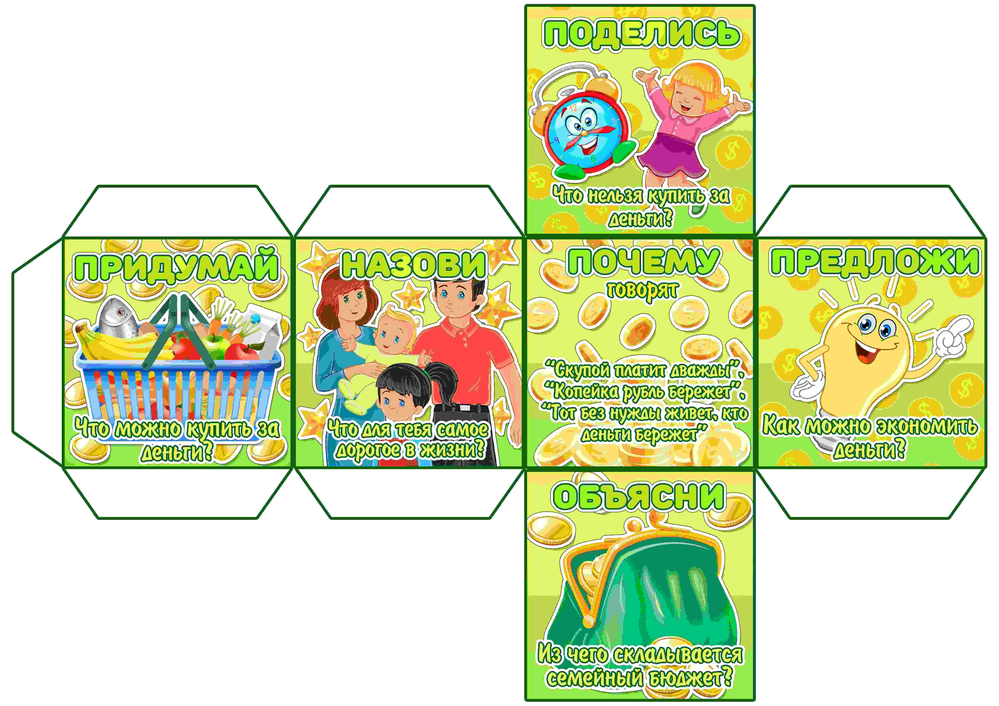 ПОДЕЛИСЬ
Что нельзя купить за
деньги?
ПРИДУМАЙ
Что можно купить за
деньги?
НАЗОВИ
Что для тебя самое
дорогое в жизни?
ПОЧЕМУ
говорят
“Скупой платит дважды”,
“Копейка рубль бережет”,
“Тот без нужды живет, кто
деньги бережет”
ПРЕДЛОЖИ
Как можно экономить
деньги?
ОБЪЯСНИ
Из чего складывается
семейный бюджет?